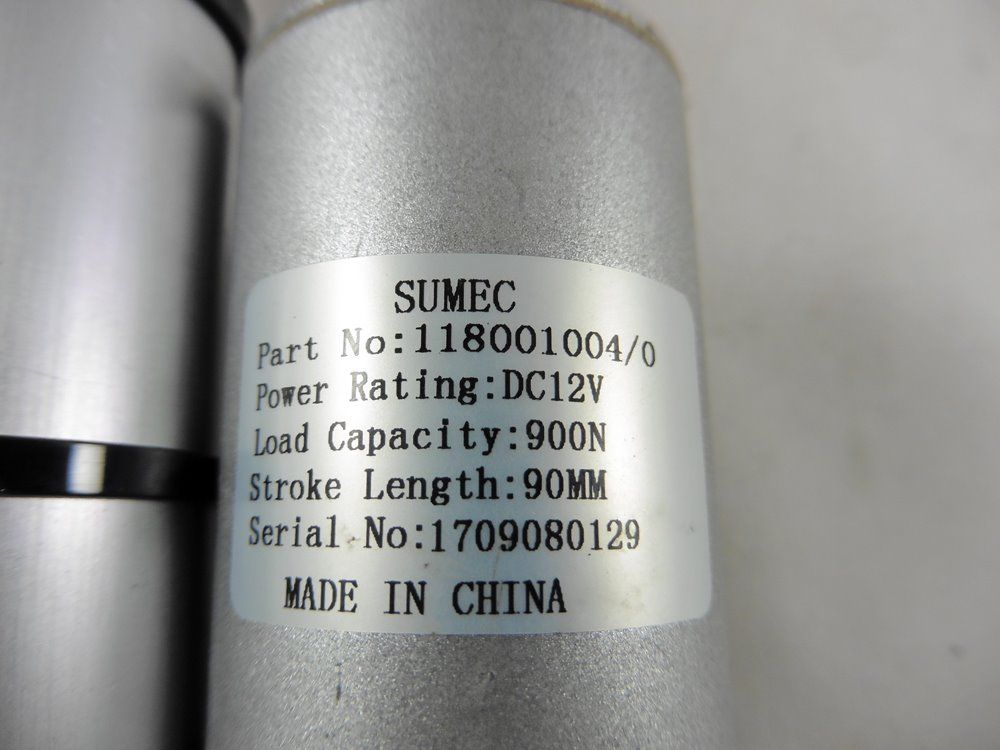 SUMEC
Part No:118001004/0
Power Rating:DC12V
Load Capacity:900N
Stroke Length:90MM
Serial No:1709080129
MADE IN CHINA